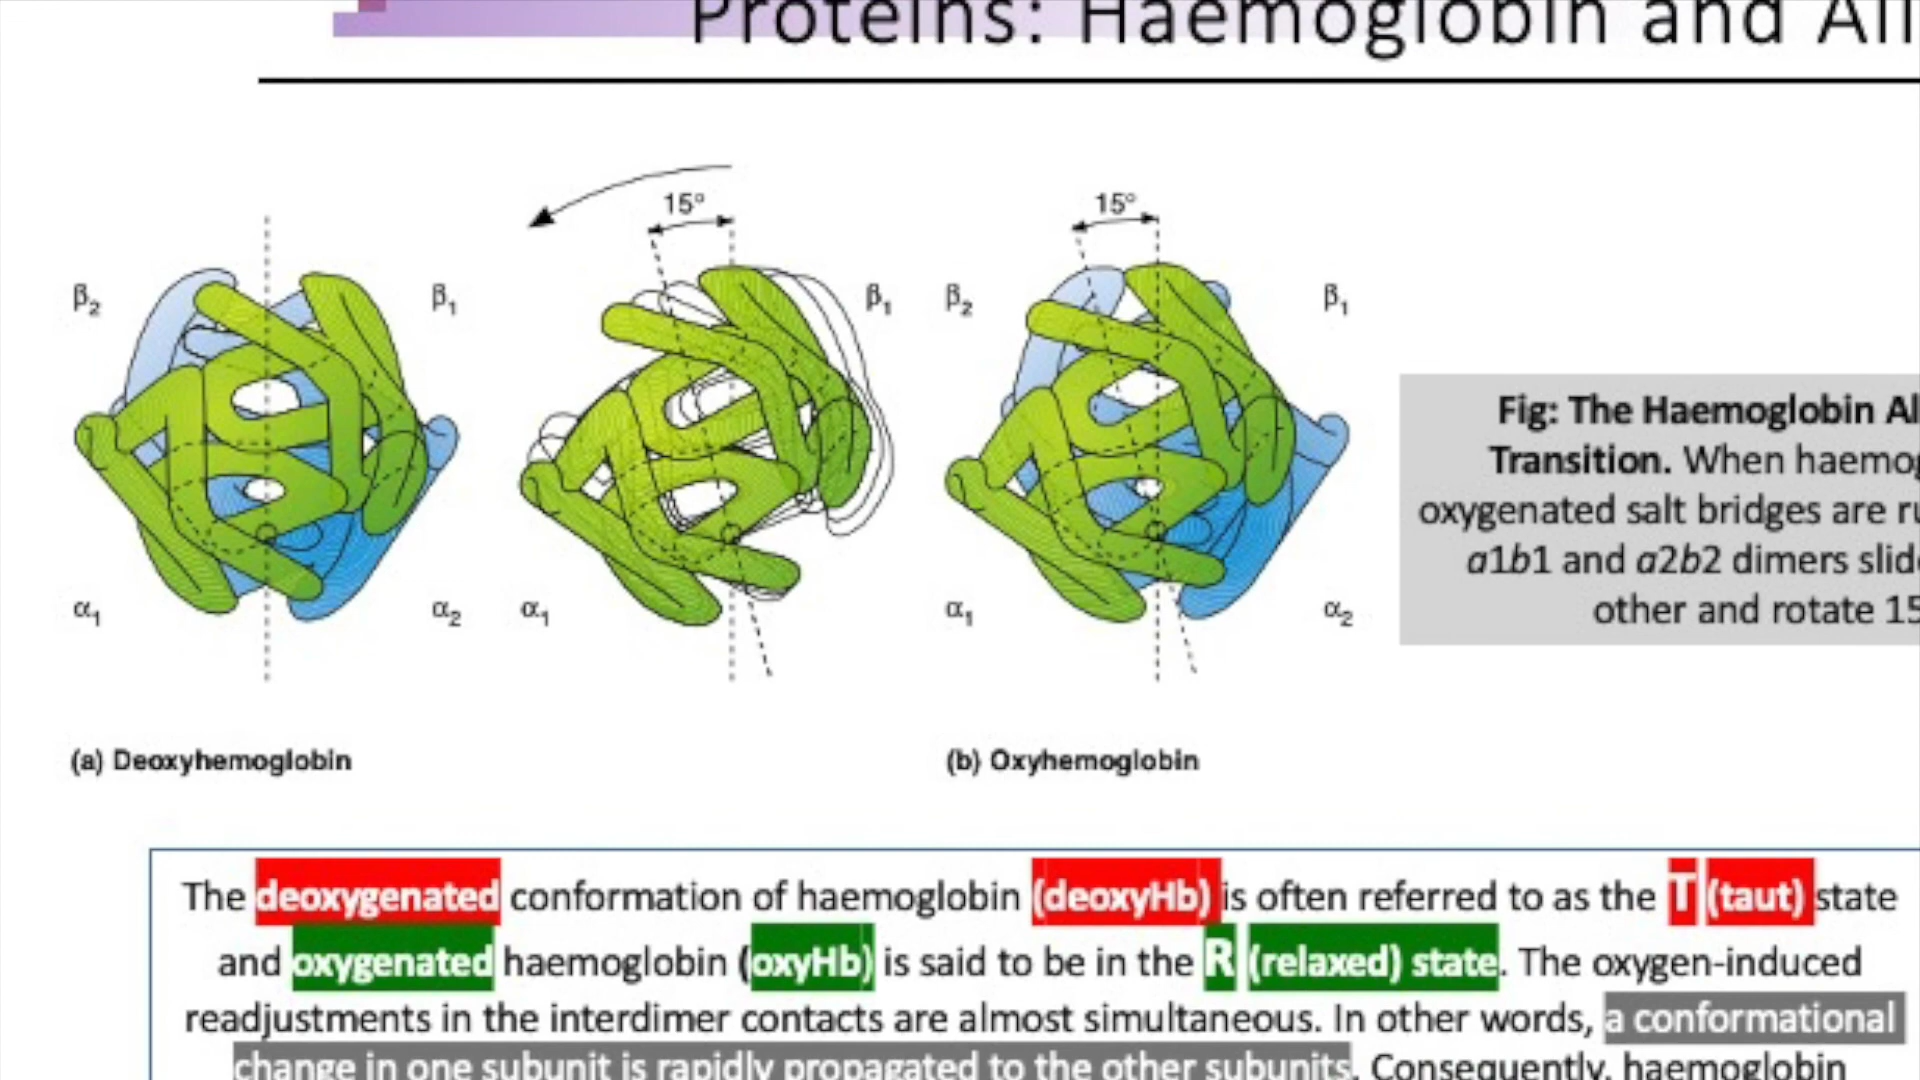 Proteins: Haemoglobin and All
15°
15°
β2
β1
β1
β2
β1
α1
α2
α1
α1
α2
(a) Deoxyhemoglobin
(b) Oxyhemoglobin
Fig: The Haemoglobin Al
Transition. When haemog
oxygenated salt bridges are ru
a1b1 and a2b2 dimers slid
other and rotate 15
The deoxygenated conformation of haemoglobin (deoxyHb) is often referred to as the T (taut) state
and oxygenated haemoglobin (oxyHb) is said to be in the R (relaxed) state. The oxygen-induced
readjustments in the interdimer contacts are almost simultaneous. In other words, a conformational
change in one subunit is rapidly propagated to the other subunits. Consequently, haemoglobin